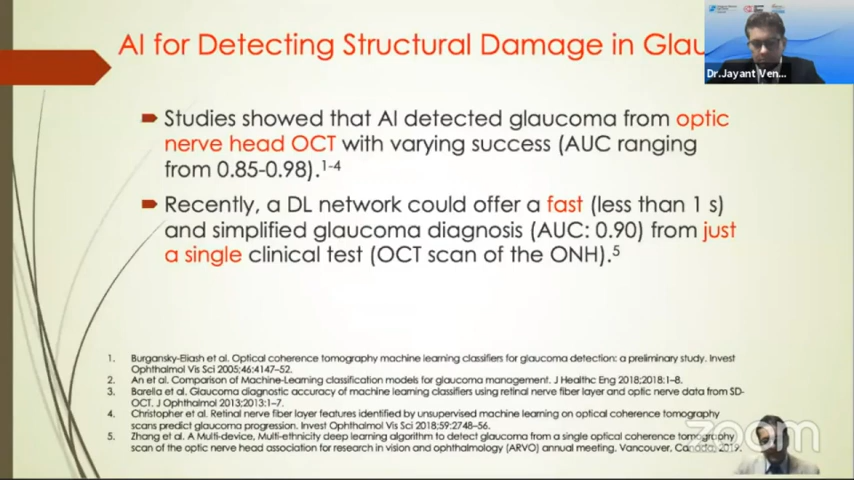 AI for Detecting Structural Damage in Glau
Dr.Jayant Ven...
Studies showed that AI detected glaucoma from optic
nerve head OCT with varying success (AUC ranging
from 0.85-0.98).1-4
Recently, a DL network could offer a fast (less than 1 s)
and simplified glaucoma diagnosis (AUC: 0.90) from just
a single clinical test (OCT scan of the ONH).5
1. Burgansky-Eliash et al. Optical coherence tomography machine learning classifiers for glaucoma detection: a preliminary study. Invest
Ophthalmol Vis Sci 2005;46:4147–52.
2. An et al. Comparison of Machine-Learning classification models for glaucoma management. J Healthc Eng 2018;2018:1–8.
3. Barella et al. Glaucoma diagnostic accuracy of machine learning classifiers using retinal nerve fiber layer and optic nerve data from SD-
OCT. J Ophthalmol 2013;2013:1–7.
4. Christopher et al. Retinal nerve fiber layer features identified by unsupervised machine learning on optical coherence tomography
scans predict glaucoma progression. Invest Ophthalmol Vis Sci 2018;59:2748–56.
5. Zhang et al. A Multi-device, Multi-ethnicity deep learning algorithm to detect glaucoma from a single optical coherence tomography
scan of the optic nerve head association for research in vision and ophthalmology (ARVO) annual meeting. Vancouver, Canada, 2019.
zoom